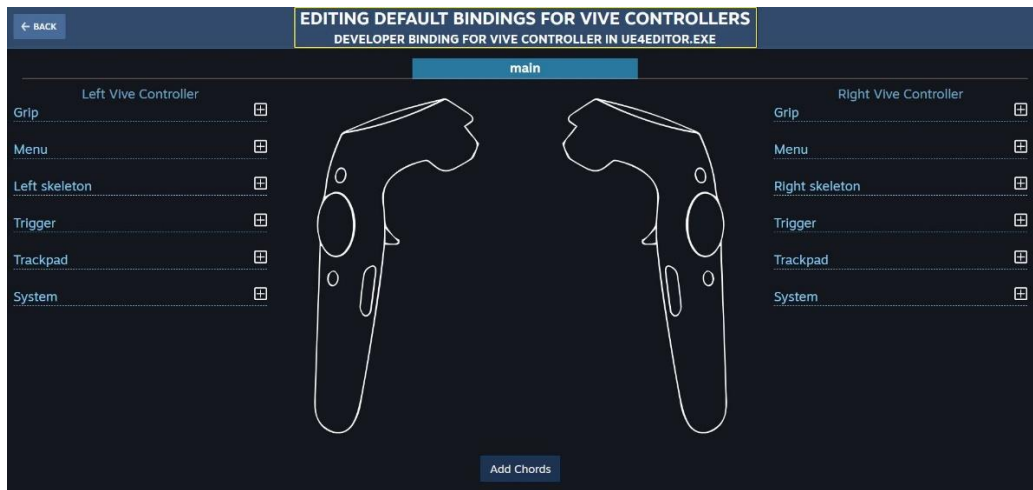 ← BACK
EDITING DEFAULT BINDINGS FOR VIVE CONTROLLERS
DEVELOPER BINDING FOR VIVE CONTROLLER IN UE4EDITOR.EXE
main
Left Vive Controller
Grip
Menu
Left skeleton
Trigger
Trackpad
System
Right Vive Controller
Grip
Menu
Right skeleton
Trigger
Trackpad
System
Add Chords